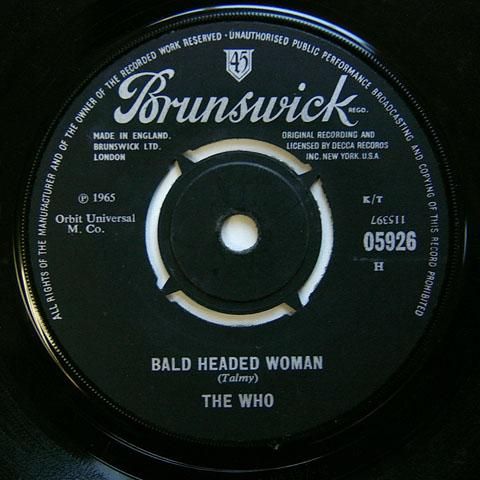 ALL RIGHTS OF THE MANUFACTURER AND OF THE OWNER OF THE RECORDED WORK RESERVED · UNAUTHORISED PUBLIC PERFORMANCE BROADCASTING AND COPYING OF THIS RECORD PROHIBITED
45
Brunswick REGD.
MADE IN ENGLAND.
BRUNSWICK LTD.
LONDON
ORIGINAL RECORDING AND
LICENSED BY DECCA RECORDS
INC. NEW YORK. U.S.A
℗ 1965
Orbit Universal
M. Co.
K/T
115397
05926
H
BALD HEADED WOMAN
(Talmy)
THE WHO